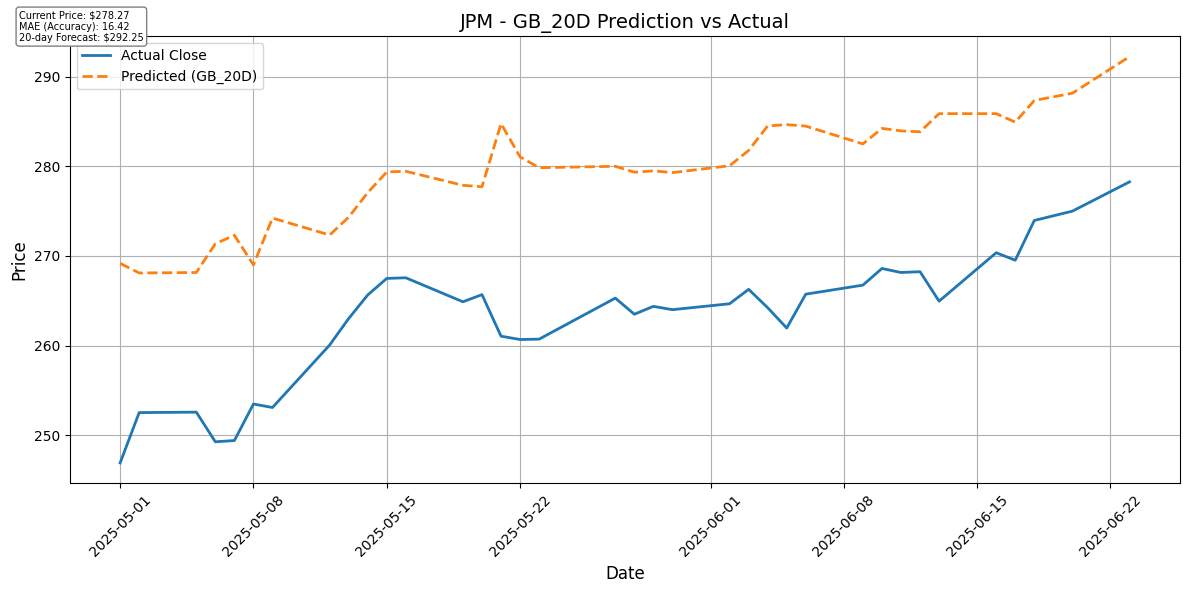 JPM - GB_20D Prediction vs Actual
Current Price: $278.27
MAE (Accuracy): 16.42
20-day Forecast: $292.25
Actual Close
Predicted (GB_20D)
Price
290
280
270
260
250
2025-05-01
2025-05-08
2025-05-15
2025-05-22
2025-06-01
2025-06-08
2025-06-15
2025-06-22
Date